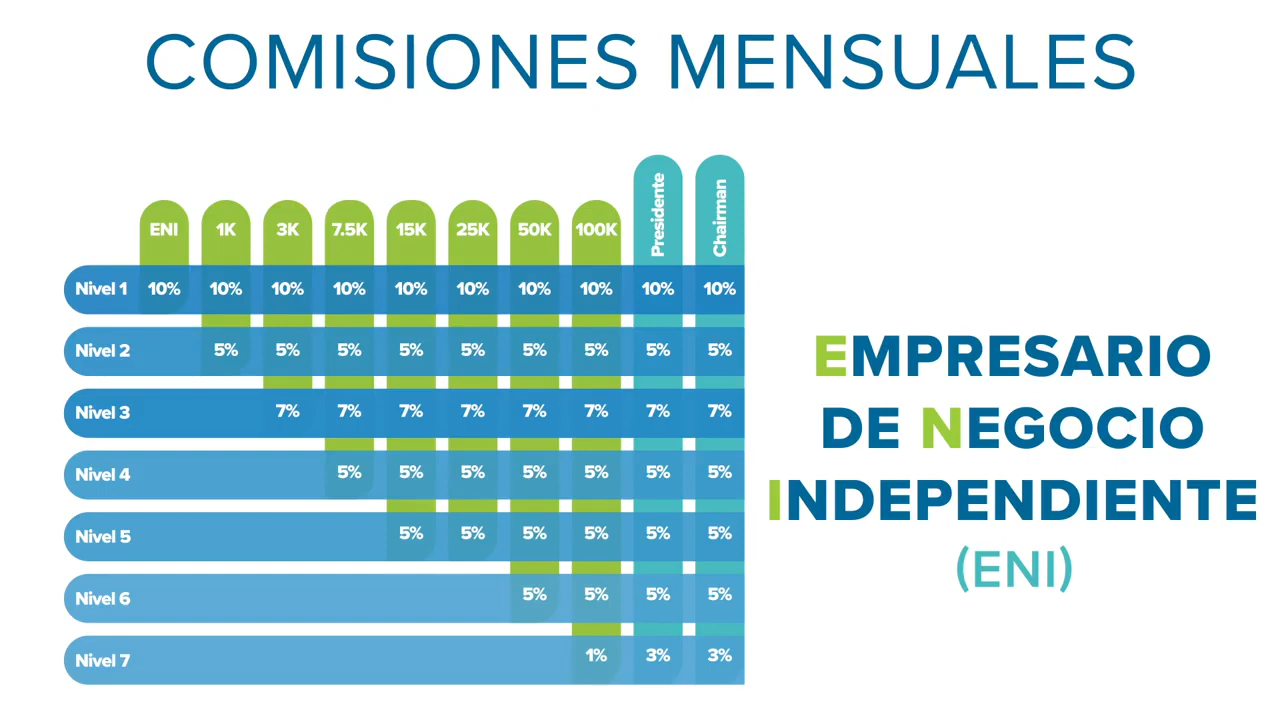 COMISIONES MENSUALES
Presidente
Chairman
ENI 1K 3K 7.5K 15K 25K 50K 100K
Nivel 1 10% 10% 10% 10% 10% 10% 10% 10% 10% 10%
Nivel 2 5% 5% 5% 5% 5% 5% 5% 5% 5%
Nivel 3 7% 7% 7% 7% 7% 7% 7% 7%
Nivel 4 5% 5% 5% 5% 5% 5% 5%
Nivel 5 5% 5% 5% 5% 5% 5%
Nivel 6 5% 5% 5% 5%
Nivel 7 1% 3% 3%
EMPRESARIO
DE NEGOCIO
INDEPENDIENTE
(ENI)